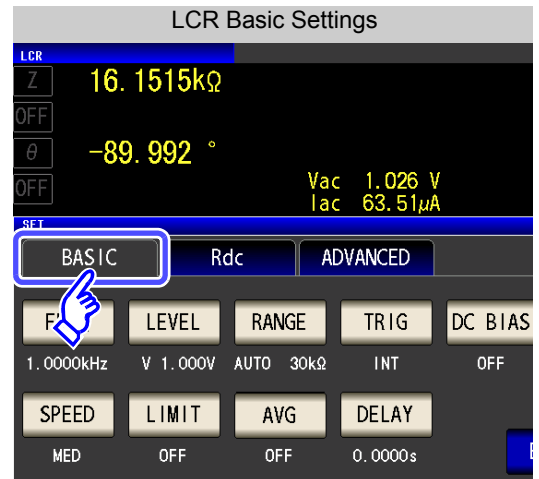 LCR Basic Settings
LCR
Z 16.1515kΩ
OFF
θ -89.992 °
OFF
Vac 1.026 V
Iac 63.51μA
SET
BASIC Rdc ADVANCED
LEVEL RANGE TRIG DC BIAS
1.0000kHz V 1.000V AUTO 30kΩ INT OFF
SPEED LIMIT AVG DELAY
MED OFF OFF 0.0000s